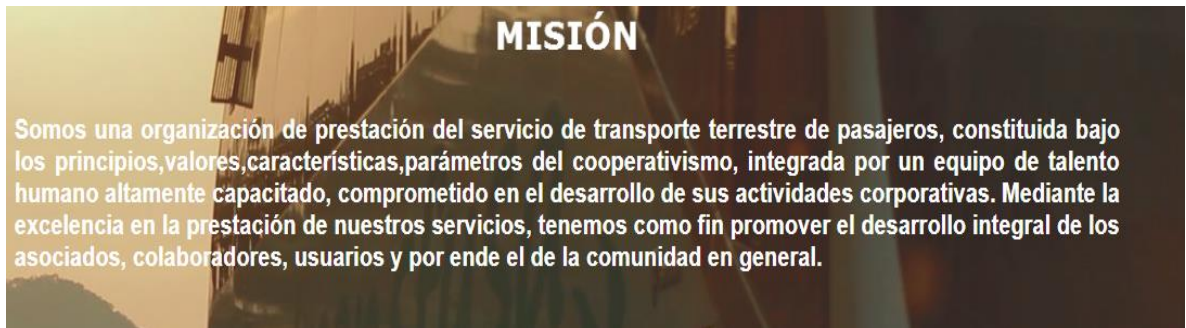 MISIÓN
Somos una organización de prestación del servicio de transporte terrestre de pasajeros, constituida bajo
los principios,valores,características,parámetros del cooperativismo, integrada por un equipo de talento
humano altamente capacitado, comprometido en el desarrollo de sus actividades corporativas. Mediante la
excelencia en la prestación de nuestros servicios, tenemos como fin promover el desarrollo integral de los
asociados, colaboradores, usuarios y por ende el de la comunidad en general.